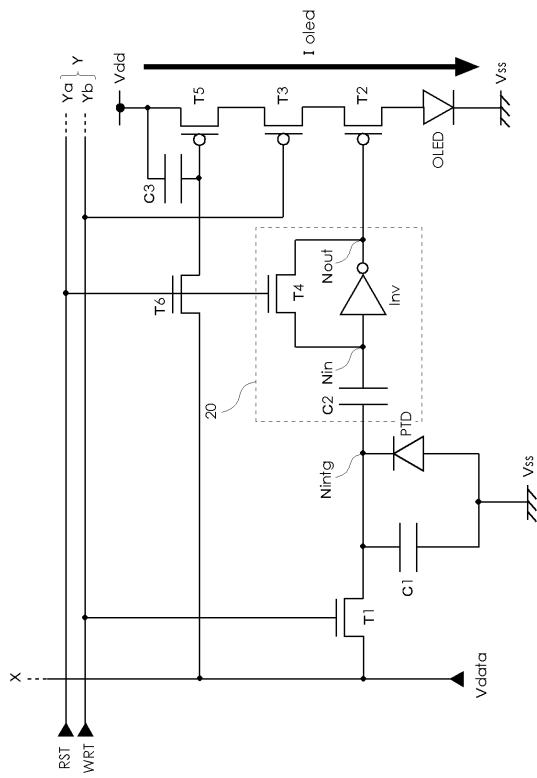 X
RST
WRT
Vdata
Ya
Yb
Y
Vdd
I oled
T5
T3
T2
OLED
Vss
C3
T6
T4
Nout
Inv
Nin
20
C2
Nintg
PTD
C1
T1
Vss